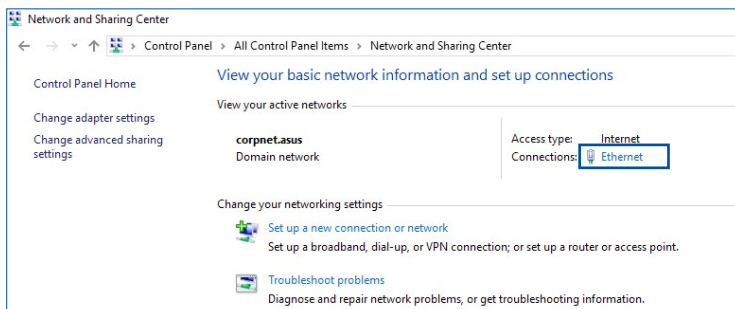 Network and Sharing Center
Control Panel > All Control Panel Items > Network and Sharing Center
Control Panel Home
Change adapter settings
Change advanced sharing
settings
View your basic network information and set up connections
View your active networks
corpnet.asus
Domain network
Access type: Internet
Connections: Ethernet
Change your networking settings
Set up a new connection or network
Set up a broadband, dial-up, or VPN connection; or set up a router or access point.
Troubleshoot problems
Diagnose and repair network problems, or get troubleshooting information.